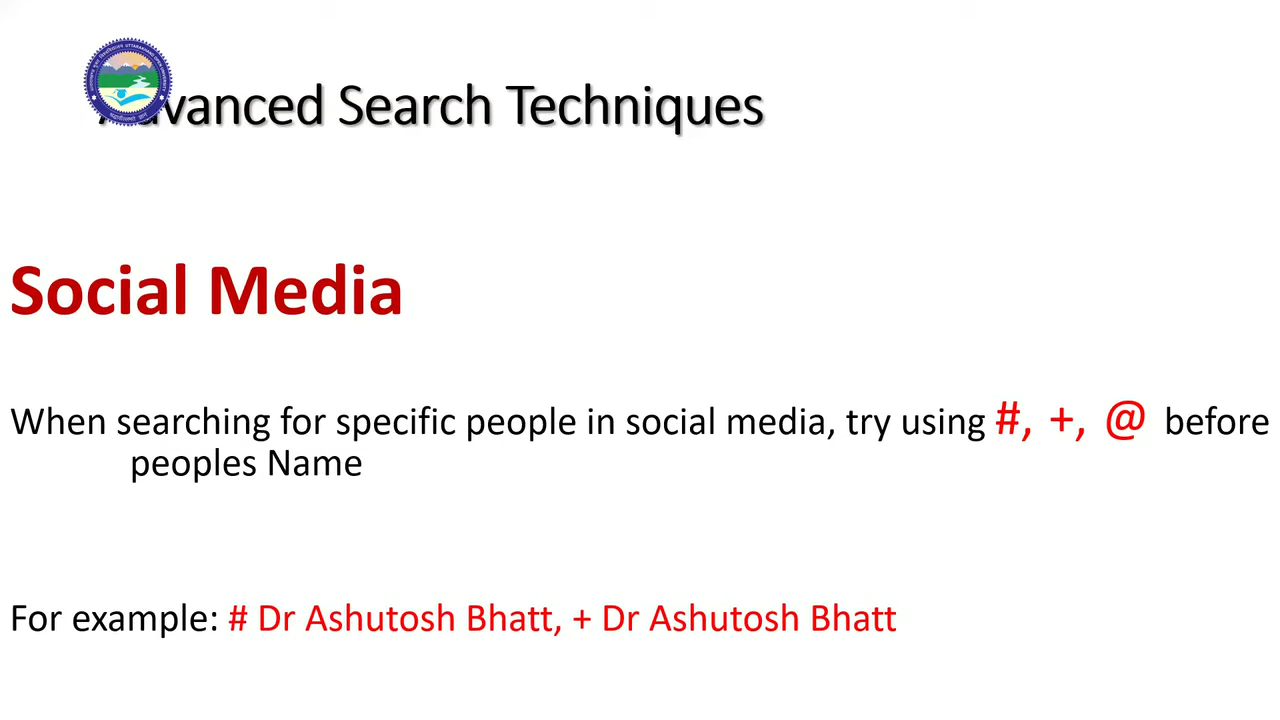 Advanced Search Techniques
Social Media
When searching for specific people in social media, try using #, +, @ before
peoples Name
For example: # Dr Ashutosh Bhatt, + Dr Ashutosh Bhatt